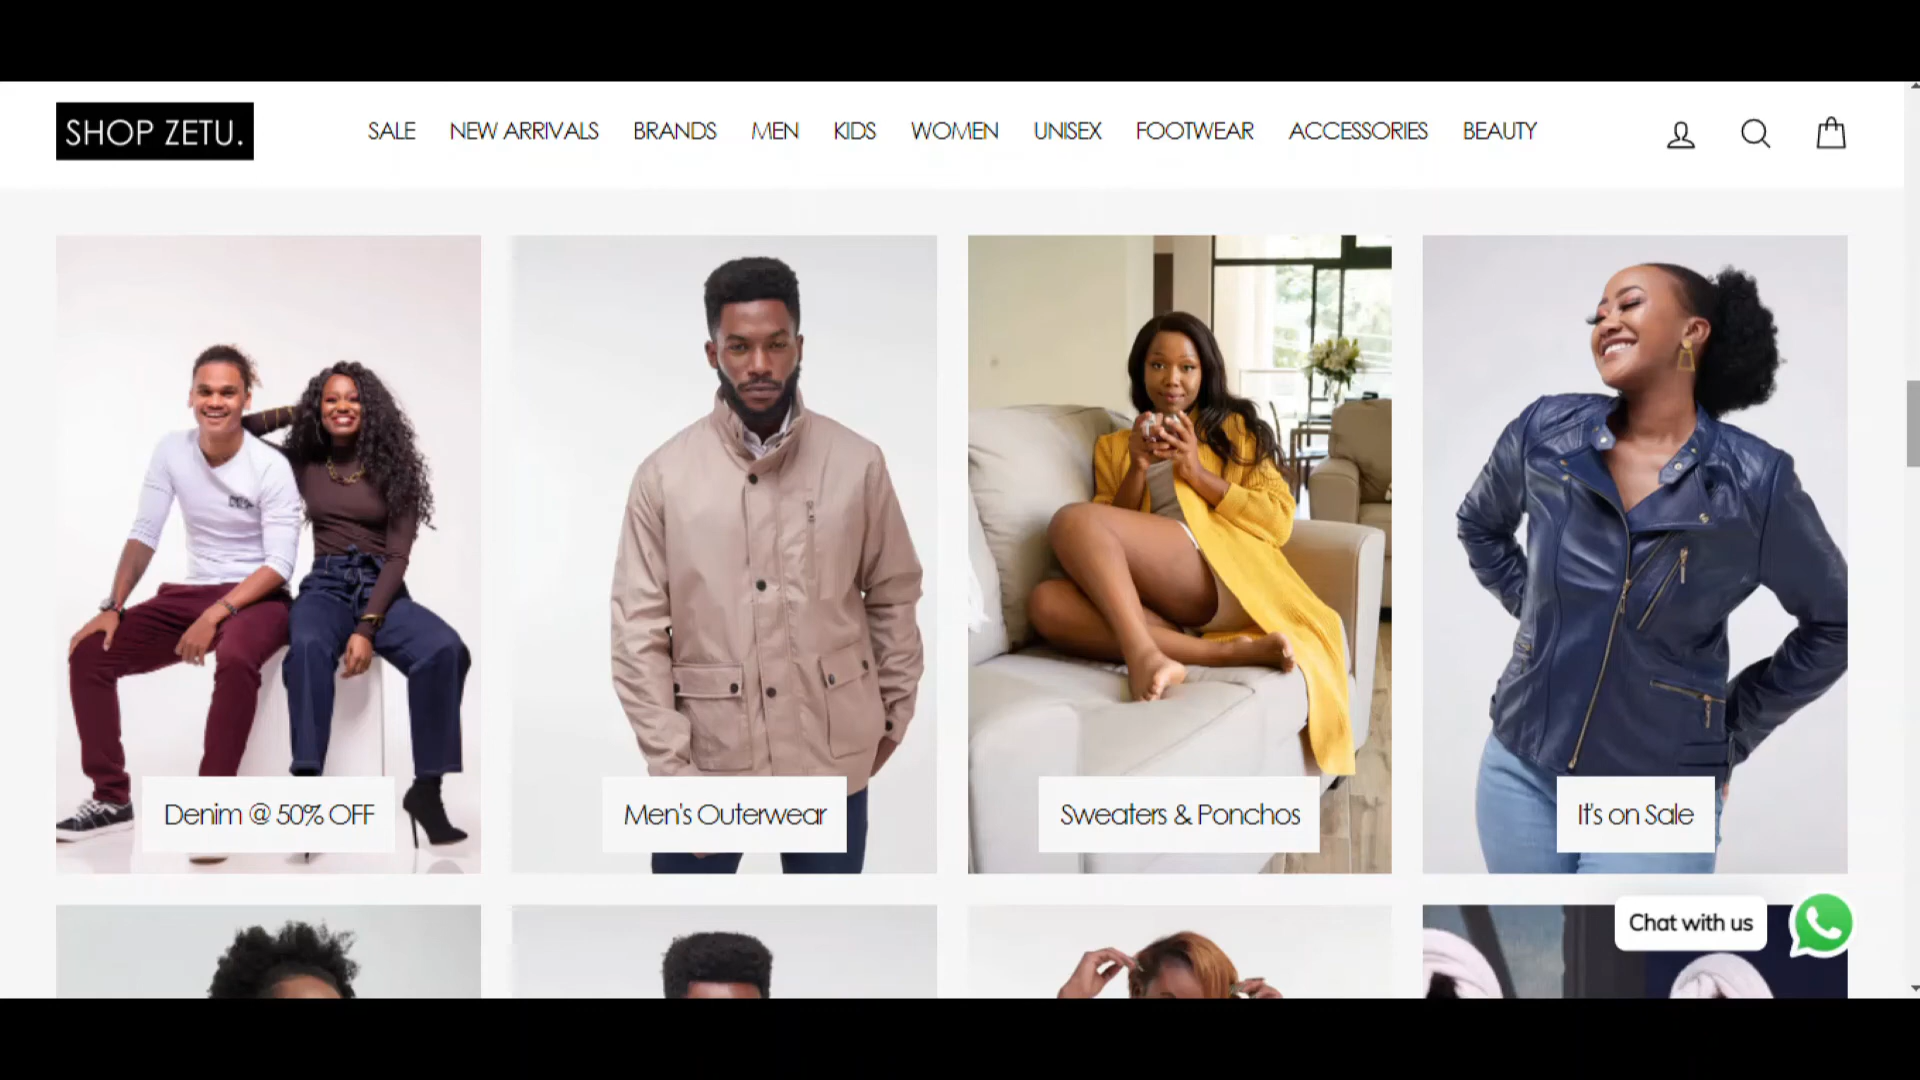 SHOP ZETU.
SALE NEW ARRIVALS BRANDS MEN KIDS WOMEN UNISEX FOOTWEAR ACCESSORIES BEAUTY
Denim @ 50% OFF
Men's Outerwear
Sweaters & Ponchos
It's on Sale
Chat with us